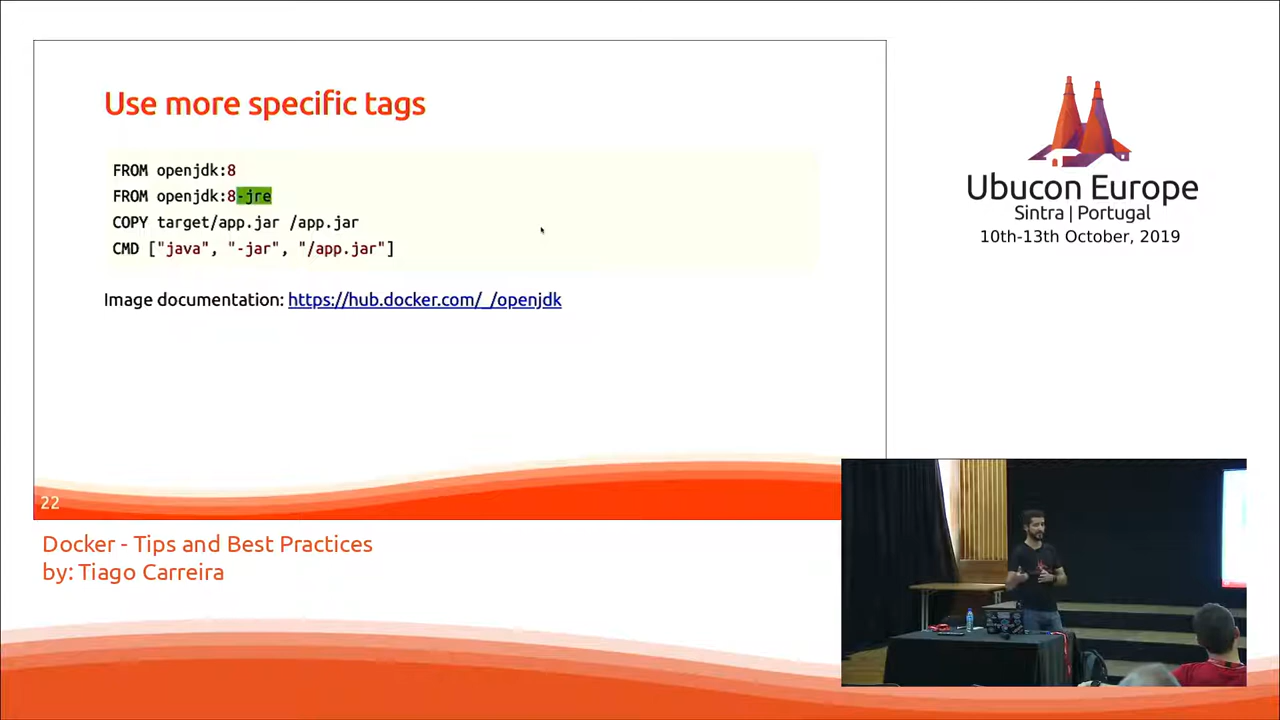 Use more specific tags
FROM openjdk:8
FROM openjdk:8-jre
COPY target/app.jar /app.jar
CMD ["java", "-jar", "/app.jar"]
Image documentation: https://hub.docker.com/_/openjdk
22
Docker - Tips and Best Practices
by: Tiago Carreira
Ubucon Europe
Sintra | Portugal
10th-13th October, 2019